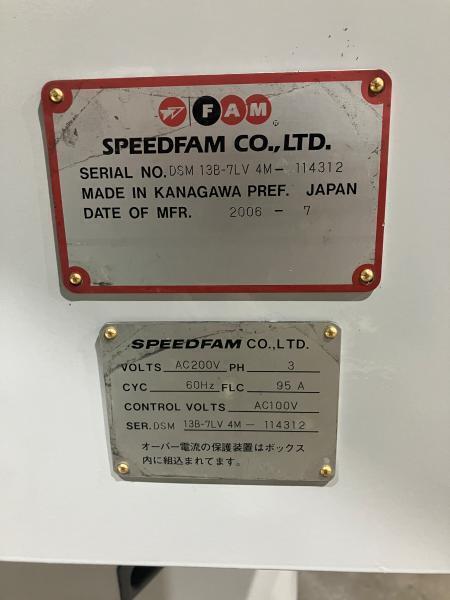 FAM®
SPEEDFAM CO.,LTD.
SERIAL NO. DSM 13B-7LV 4M- 114312
MADE IN KANAGAWA PREF. JAPAN
DATE OF MFR. 2006 - 7
SPEEDFAM CO.,LTD.
VOLTS AC200V PH 3
CYC 60Hz FLC 95 A
CONTROL VOLTS AC100V
SER. DSM 13B-7LV 4M- 114312
オーバー電流の保護装置はボックス
内に組込まれてます。